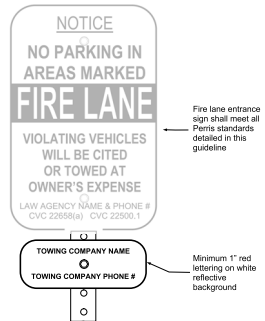 NOTICE
NO PARKING IN
AREAS MARKED
FIRE LANE
VIOLATING VEHICLES
WILL BE CITED
OR TOWED AT
OWNER'S EXPENSE
LAW AGENCY NAME & PHONE #
CVC 22658(a) CVC 22500.1
Fire lane entrance
sign shall meet all
Perris standards
detailed in this
guideline
TOWING COMPANY NAME
TOWING COMPANY PHONE #
Minimum 1" red
lettering on white
reflective
background